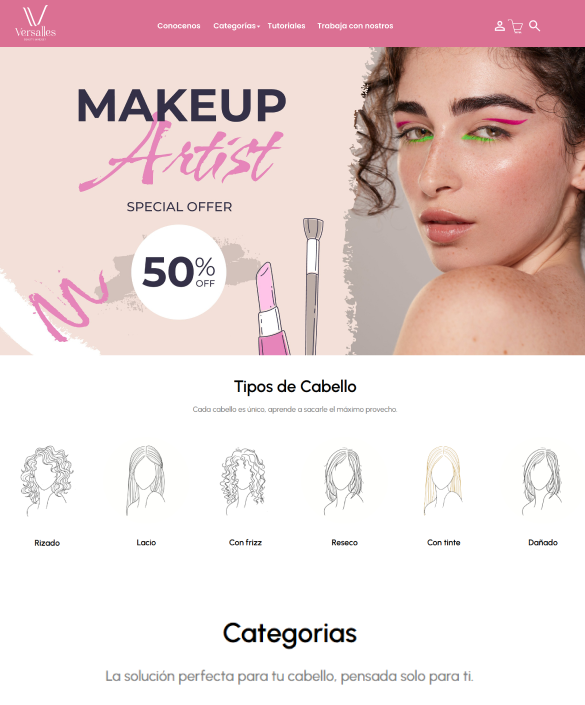 Versalles
Conocenos Categorías Tutoriales Trabaja con nostros
MAKEUP
Artist
SPECIAL OFFER
50%
OFF
Tipos de Cabello
Cada cabello es único, aprende a sacarle el máximo provecho.
Rizado Lacio Con frizz Reseco Con tinte Dañado
Categorias
La solución perfecta para tu cabello, pensada solo para ti.